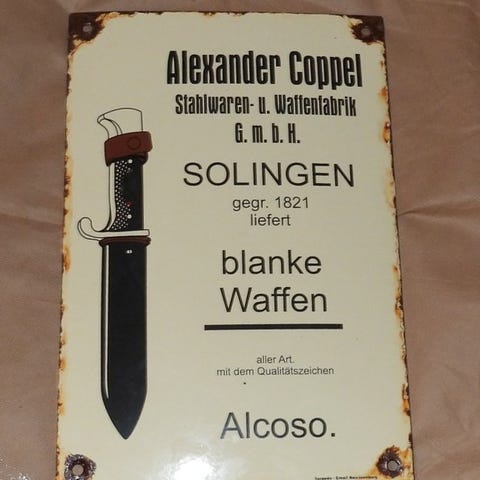 Alexander Coppel
Stahlwaren- u. Waffenfabrik
G. m. b. H.
SOLINGEN
gegr. 1821
liefert
blanke
Waffen
aller Art.
mit dem Qualitätszeichen
Alcoso.